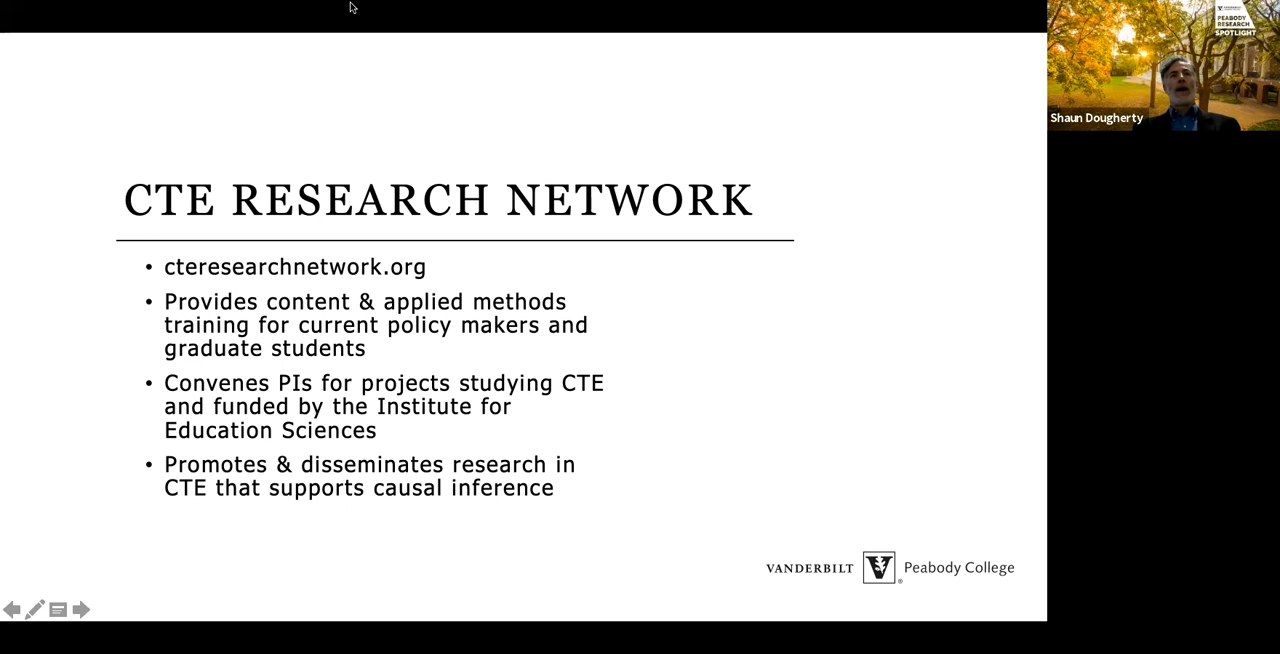 CTE RESEARCH NETWORK
• cteresearchnetwork.org
• Provides content & applied methods
training for current policy makers and
graduate students
• Convenes PIs for projects studying CTE
and funded by the Institute for
Education Sciences
• Promotes & disseminates research in
CTE that supports causal inference
VANDERBILT V® Peabody College
VANDERBILT
PEABODY
RESEARCH
SPOTLIGHT
Shaun Dougherty